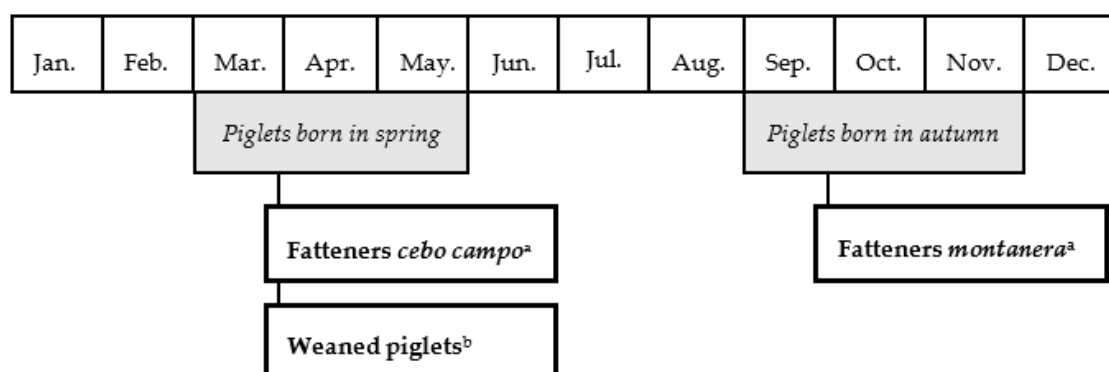 Jan. Feb. Mar. Apr. May. Jun. Jul. Aug. Sep. Oct. Nov. Dec.
Piglets born in spring Piglets born in autumn
Fatteners cebo campoᵃ Fatteners montaneraᵃ
Weaned pigletsᵇ